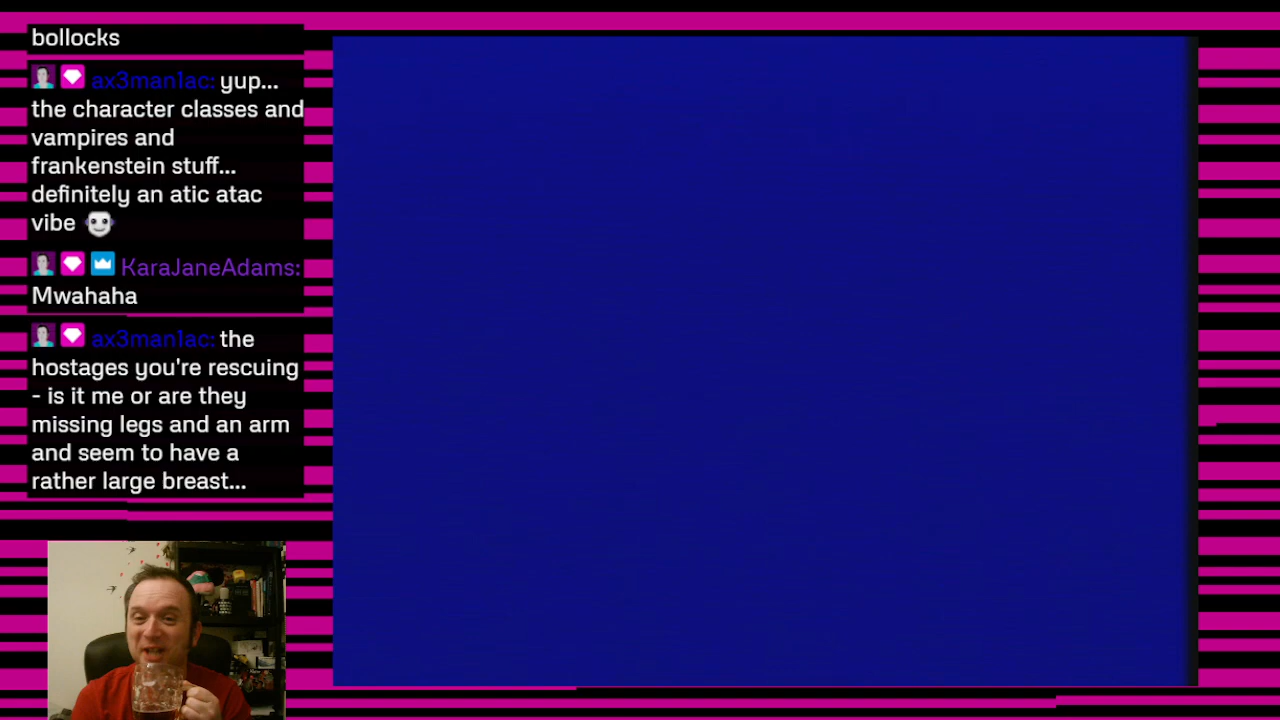 bollocks
ax3man1ac: yup...
the character classes and
vampires and
frankenstein stuff...
definitely an atic atac
vibe
KaraJaneAdams:
Mwahaha
ax3man1ac: the
hostages you're rescuing
- is it me or are they
missing legs and an arm
and seem to have a
rather large breast...